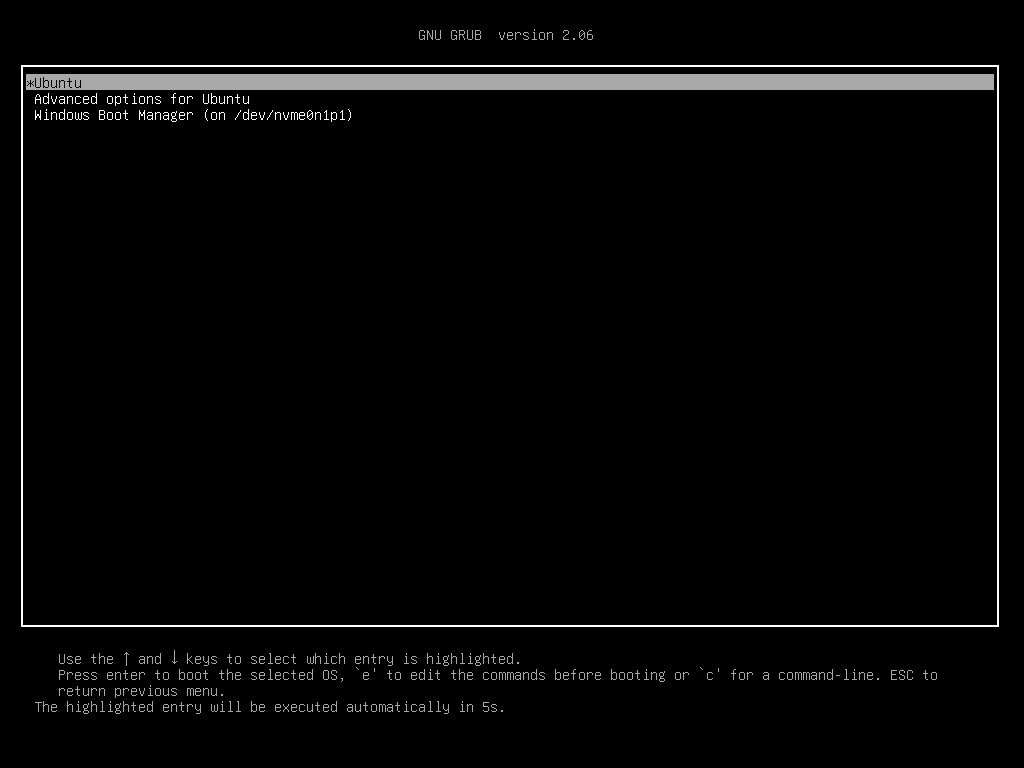 GNU GRUB  version 2.06
*Ubuntu
Advanced options for Ubuntu
Windows Boot Manager (on /dev/nvme0n1p1)
Use the ↑ and ↓ keys to select which entry is highlighted.
Press enter to boot the selected OS, `e' to edit the commands before booting or `c' for a command-line. ESC to
return previous menu.
The highlighted entry will be executed automatically in 5s.